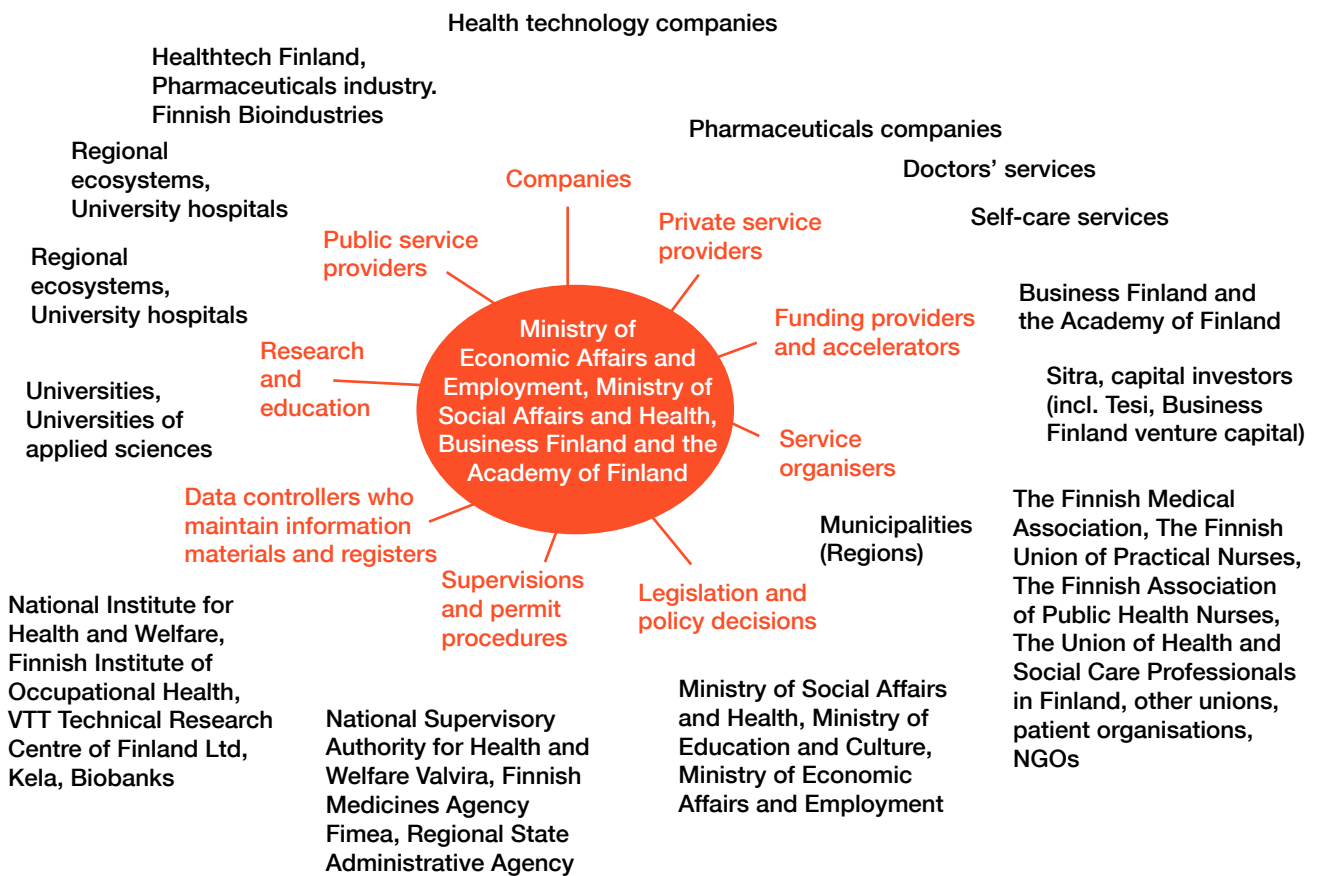 Health technology companies
Healthtech Finland,
Pharmaceuticals industry.
Finnish Bioindustries
Pharmaceuticals companies
Doctors’ services
Self-care services
Regional
ecosystems,
University hospitals
Companies
Private service
providers
Public service
providers
Regional
ecosystems,
University hospitals
Business Finland and
the Academy of Finland
Funding providers
and accelerators
Ministry of
Economic Affairs and
Employment, Ministry of
Social Affairs and Health,
Business Finland and the
Academy of Finland
Research
and
education
Universities,
Universities of
applied sciences
Sitra, capital investors
(incl. Tesi, Business
Finland venture capital)
Service
organisers
Data controllers who
maintain information
materials and registers
Municipalities
(Regions)
The Finnish Medical
Association, The Finnish
Union of Practical Nurses,
The Finnish Association
of Public Health Nurses,
The Union of Health and
Social Care Professionals
in Finland, other unions,
patient organisations,
NGOs
Supervisions
and permit
procedures
Legislation and
policy decisions
National Institute for
Health and Welfare,
Finnish Institute of
Occupational Health,
VTT Technical Research
Centre of Finland Ltd,
Kela, Biobanks
National Supervisory
Authority for Health and
Welfare Valvira, Finnish
Medicines Agency
Fimea, Regional State
Administrative Agency
Ministry of Social Affairs
and Health, Ministry of
Education and Culture,
Ministry of Economic
Affairs and Employment